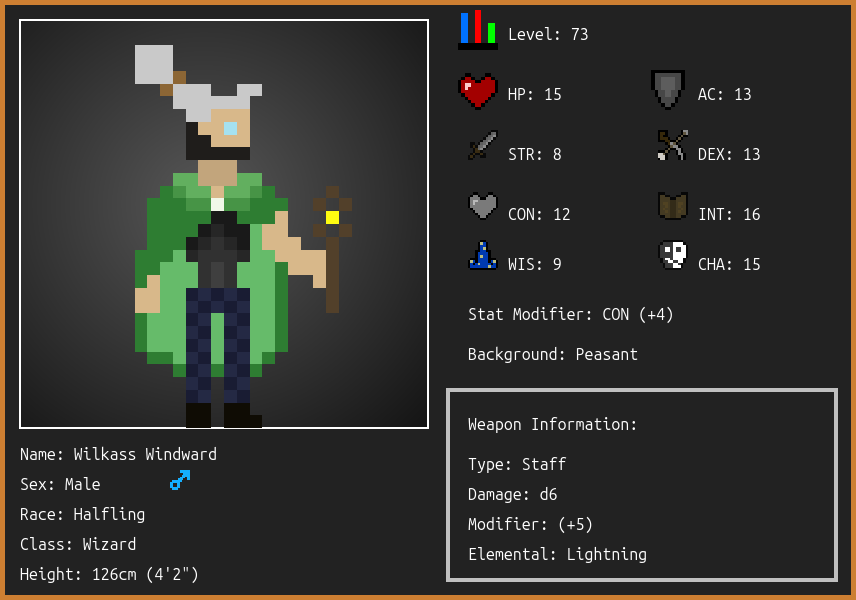 Level: 73
HP: 15
AC: 13
STR: 8
DEX: 13
CON: 12
INT: 16
WIS: 9
CHA: 15
Stat Modifier: CON (+4)
Background: Peasant
Weapon Information:
Type: Staff
Damage: d6
Modifier: (+5)
Elemental: Lightning
Name: Wilkass Windward
Sex: Male
Race: Halfling
Class: Wizard
Height: 126cm (4'2")